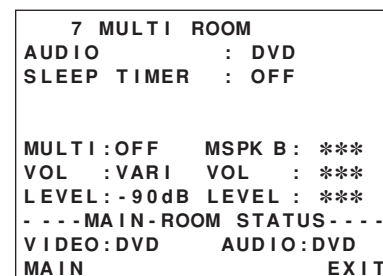 7 MULTI ROOM
AUDIO : DVD
SLEEP TIMER : OFF
MULTI:OFF MSPK B: ***
VOL :VARI VOL : ***
LEVEL:-90dB LEVEL : ***
----MAIN-ROOM STATUS----
VIDEO:DVD AUDIO:DVD
MAIN EXIT